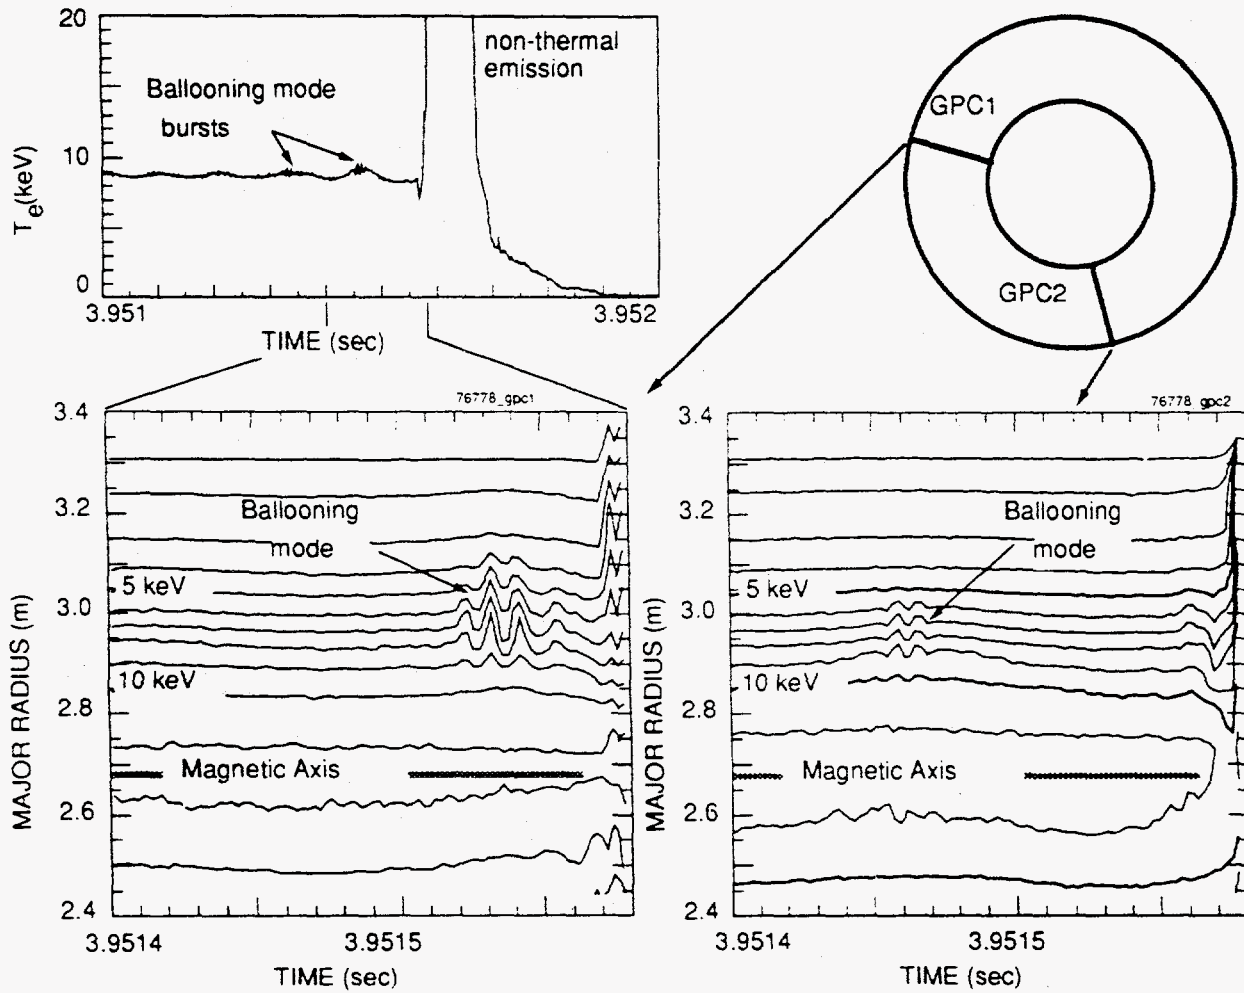 20
10
0
T_e(keV)
Ballooning mode
bursts
non-thermal
emission
3.951
3.952
TIME (sec)
GPC1
GPC2
76778_gpc1
3.4
3.2
3.0
2.8
2.6
2.4
MAJOR RADIUS (m)
Ballooning
mode
5 keV
10 keV
Magnetic Axis
3.9514
3.9515
TIME (sec)
76778 gpc2
3.4
3.2
3.0
2.8
2.6
2.4
MAJOR RADIUS (m)
Ballooning
mode
5 keV
10 keV
Magnetic Axis
3.9514
3.9515
TIME (sec)